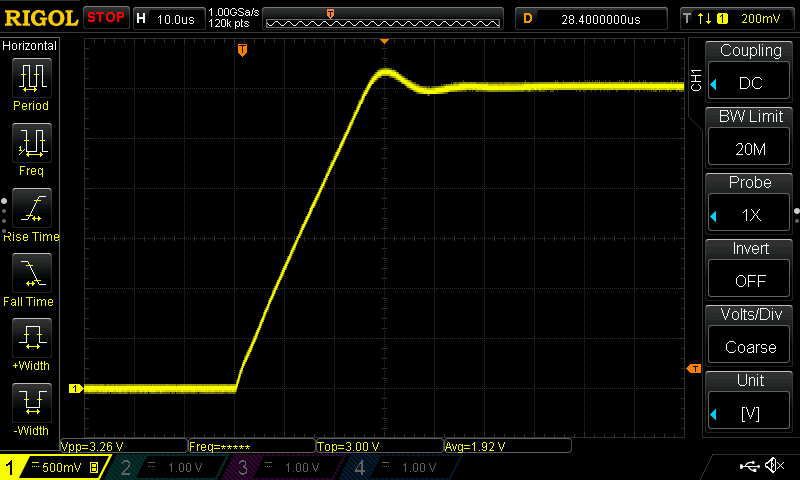 RIGOL STOP H 10.0us 1.00GSa/s 120k pts D 28.4000000us T 1 200mV
T
Horizontal
Period
Freq
Rise Time
Fall Time
+Width
-Width
T
1
T
CH1
Coupling
DC
BW Limit
20M
Probe
1X
Invert
OFF
Volts/Div
Coarse
Unit
[V]
Vpp=3.26 V Freq=***** Top=3.00 V Avg=1.92 V
1 500mV B 2 1.00 V 3 1.00 V 4 1.00 V